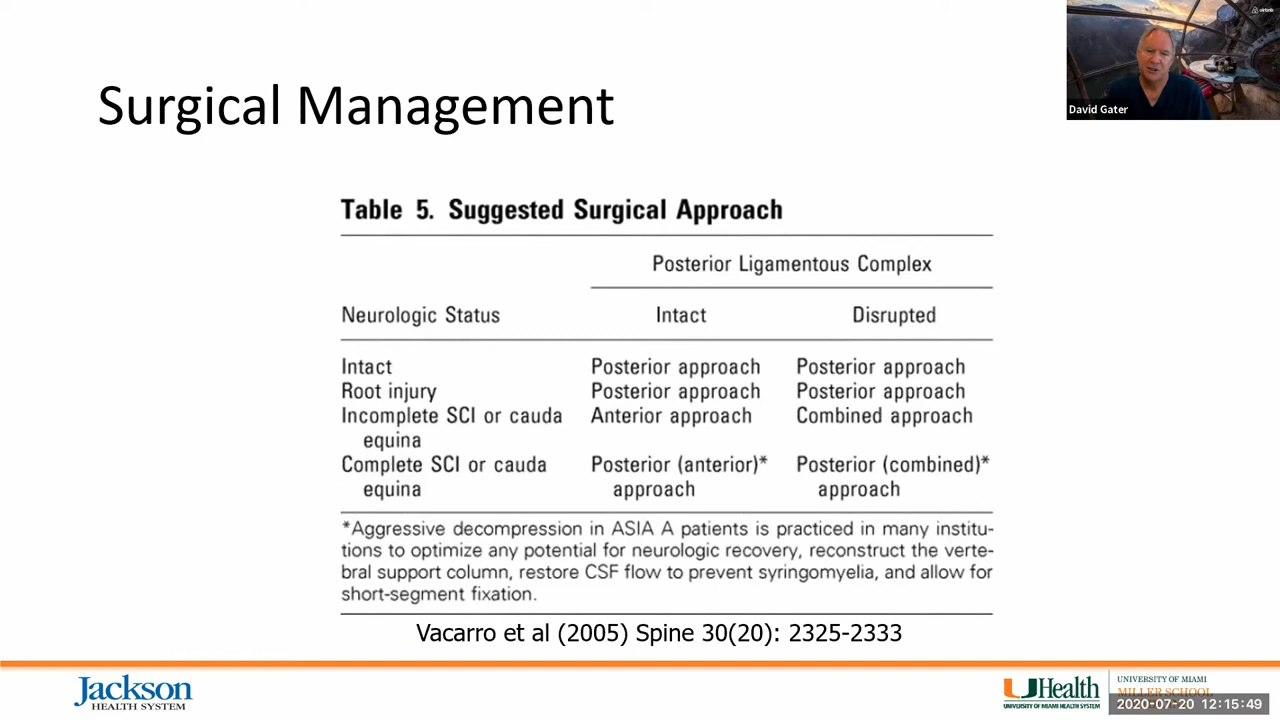 airbnb
David Gater
Surgical Management
Table 5. Suggested Surgical Approach
Posterior Ligamentous Complex
Neurologic Status Intact Disrupted
Intact Posterior approach Posterior approach
Root injury Posterior approach Posterior approach
Incomplete SCI or cauda Anterior approach Combined approach
equina
Complete SCI or cauda Posterior (anterior)* Posterior (combined)*
equina approach approach
*Aggressive decompression in ASIA A patients is practiced in many institu-
tions to optimize any potential for neurologic recovery, reconstruct the verte-
bral support column, restore CSF flow to prevent syringomyelia, and allow for
short-segment fixation.
Vacarro et al (2005) Spine 30(20): 2325-2333
Jackson
HEALTH SYSTEM
UHealth
UNIVERSITY OF MIAMI HEALTH SYSTEM
UNIVERSITY OF MIAMI
MILLER SCHOOL
2020-07-20 12:15:49